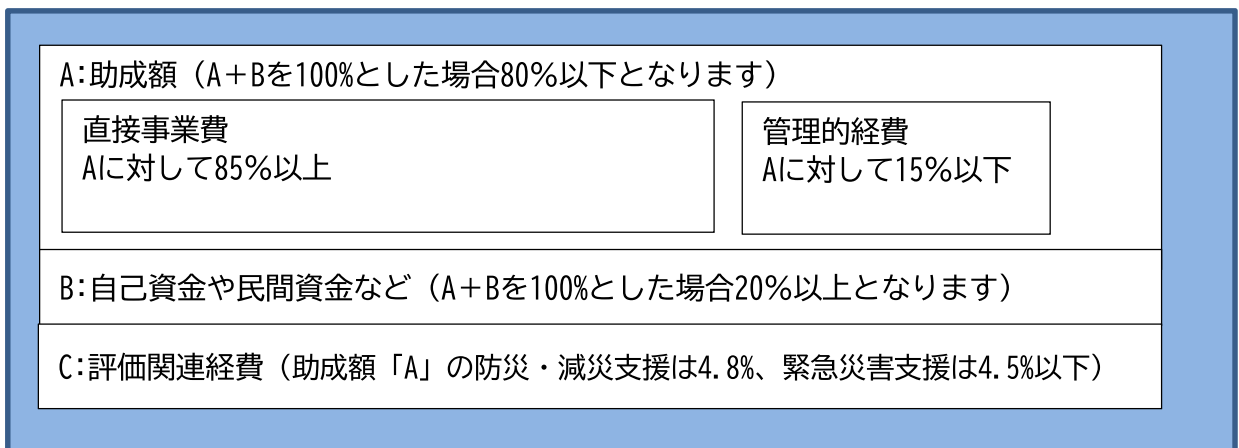 A:助成額（A＋Bを100%とした場合80％以下となります）
直接事業費
Aに対して85％以上
管理的経費
Aに対して15％以下
B:自己資金や民間資金など（A＋Bを100%とした場合20％以上となります）
C:評価関連経費（助成額「A」の防災・減災支援は4.8%、緊急災害支援は4.5%以下）